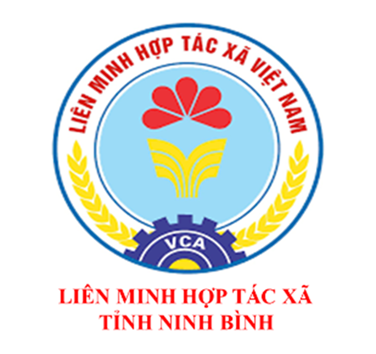 LIÊN MINH HỢP TÁC XÃ VIỆT NAM
VCA
LIÊN MINH HỢP TÁC XÃ
TỈNH NINH BÌNH